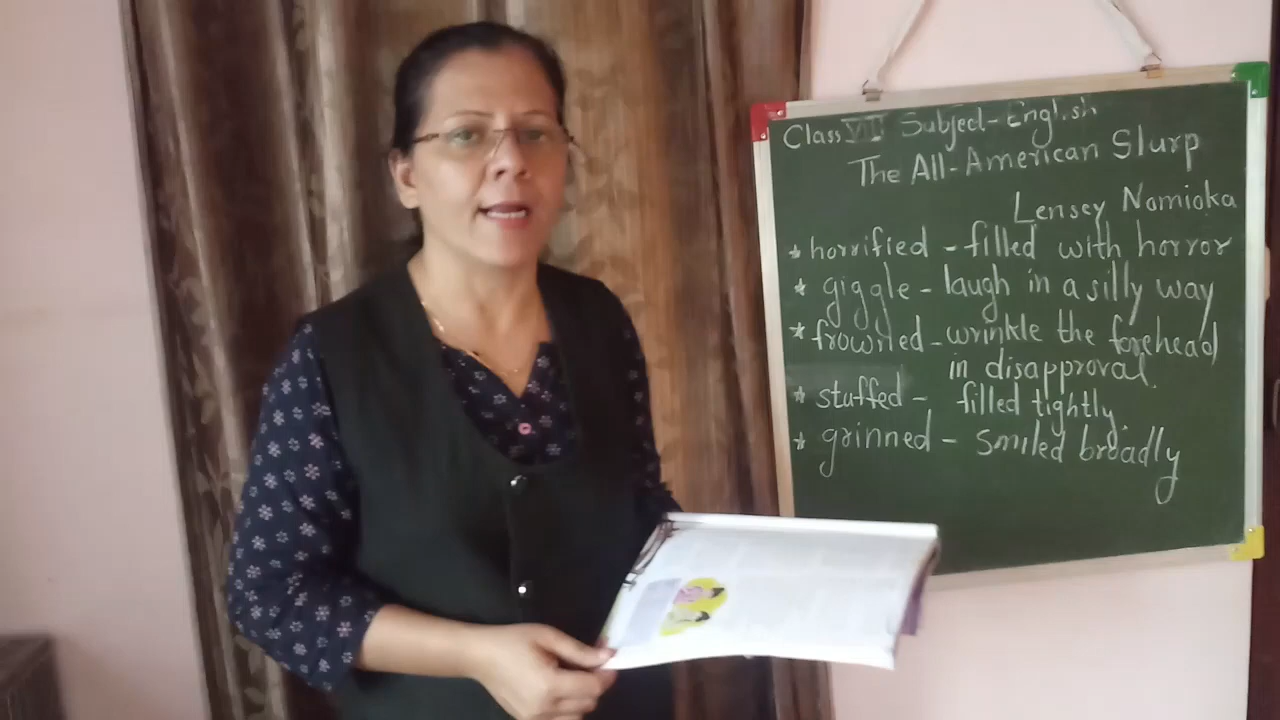 Class VII Subject - English
The All-American Slurp
Lensey Namioka
* horrified - filled with horror
* giggle - laugh in a silly way
* frowned - wrinkle the forehead
in disapproval.
* stuffed - filled tightly.
* grinned - smiled broadly